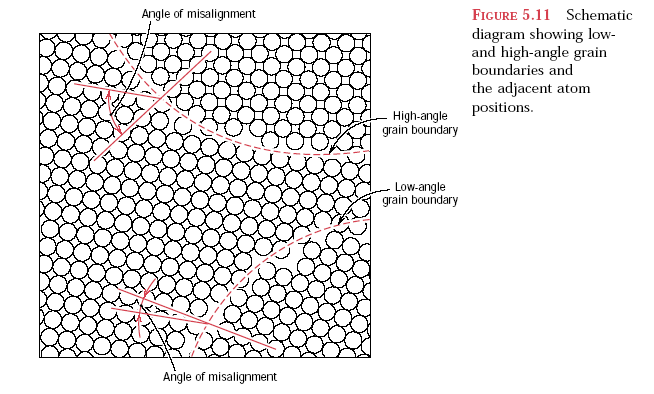 Angle of misalignment
FIGURE 5.11 Schematic
diagram showing low-
and high-angle grain
boundaries and
the adjacent atom
positions.
High-angle
grain boundary
Low-angle
grain boundary
Angle of misalignment